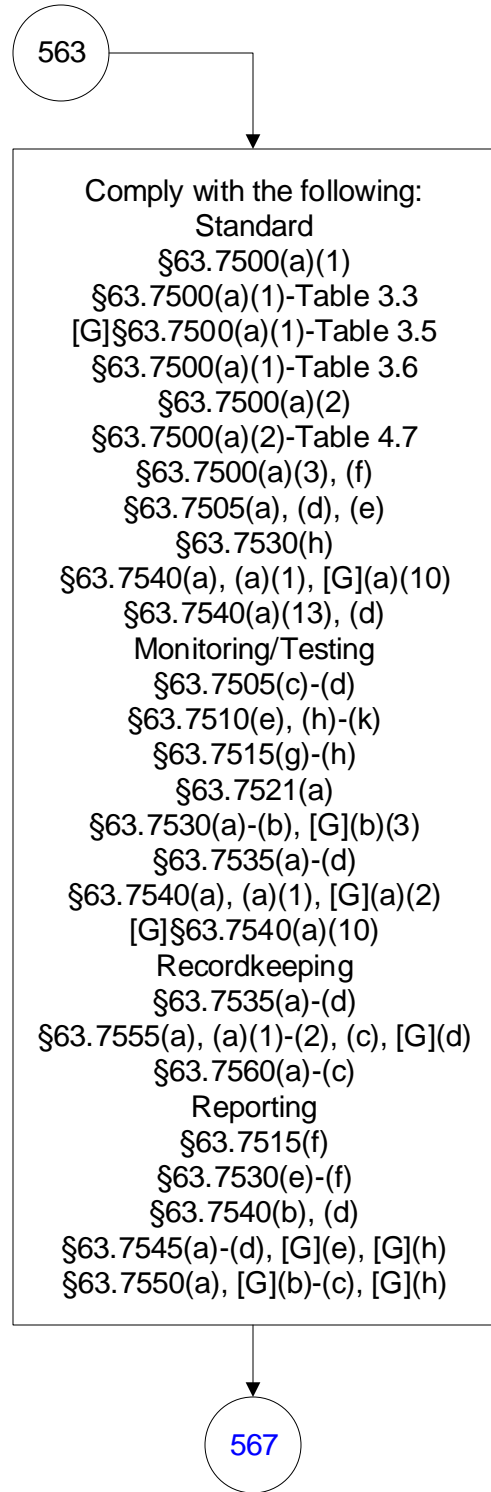 563
Comply with the following:
Standard
§63.7500(a)(1)
§63.7500(a)(1)-Table 3.3
[G]§63.7500(a)(1)-Table 3.5
§63.7500(a)(1)-Table 3.6
§63.7500(a)(2)
§63.7500(a)(2)-Table 4.7
§63.7500(a)(3), (f)
§63.7505(a), (d), (e)
§63.7530(h)
§63.7540(a), (a)(1), [G](a)(10)
§63.7540(a)(13), (d)
Monitoring/Testing
§63.7505(c)-(d)
§63.7510(e), (h)-(k)
§63.7515(g)-(h)
§63.7521(a)
§63.7530(a)-(b), [G](b)(3)
§63.7535(a)-(d)
§63.7540(a), (a)(1), [G](a)(2)
[G]§63.7540(a)(10)
Recordkeeping
§63.7535(a)-(d)
§63.7555(a), (a)(1)-(2), (c), [G](d)
§63.7560(a)-(c)
Reporting
§63.7515(f)
§63.7530(e)-(f)
§63.7540(b), (d)
§63.7545(a)-(d), [G](e), [G](h)
§63.7550(a), [G](b)-(c), [G](h)
567